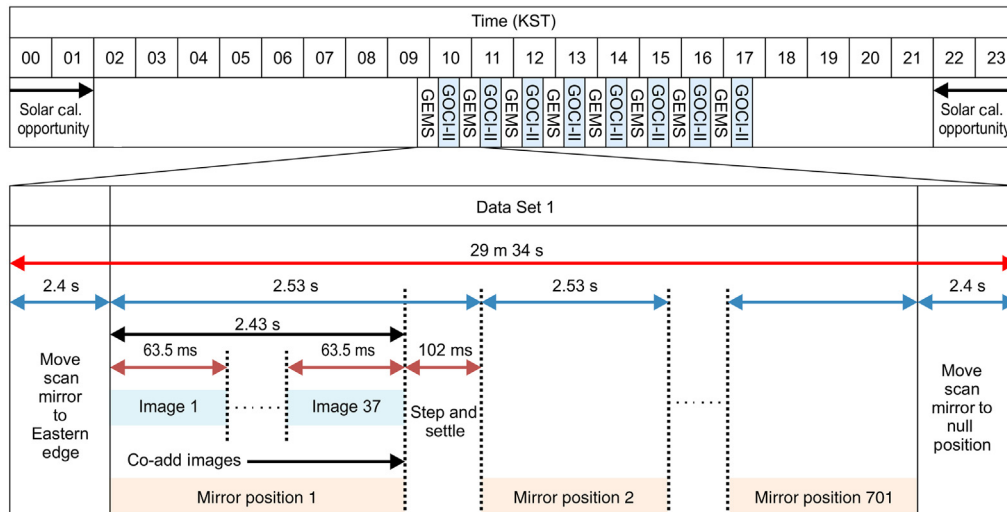 Time (KST)
00 01 02 03 04 05 06 07 08 09 10 11 12 13 14 15 16 17 18 19 20 21 22 23
Solar cal.
opportunity
GEMS GOCI-II GEMS GOCI-II GEMS GOCI-II GEMS GOCI-II GEMS GOCI-II GEMS GOCI-II GEMS GOCI-II GEMS GOCI-II
Solar cal.
opportunity
Data Set 1
29 m 34 s
2.4 s 2.53 s 2.53 s 2.4 s
2.43 s
63.5 ms 63.5 ms 102 ms
Move
scan
mirror
to
Eastern
edge
Image 1 Image 37
Step and
settle
Co-add images
Mirror position 1 Mirror position 2 Mirror position 701
Move
scan
mirror to
null
position